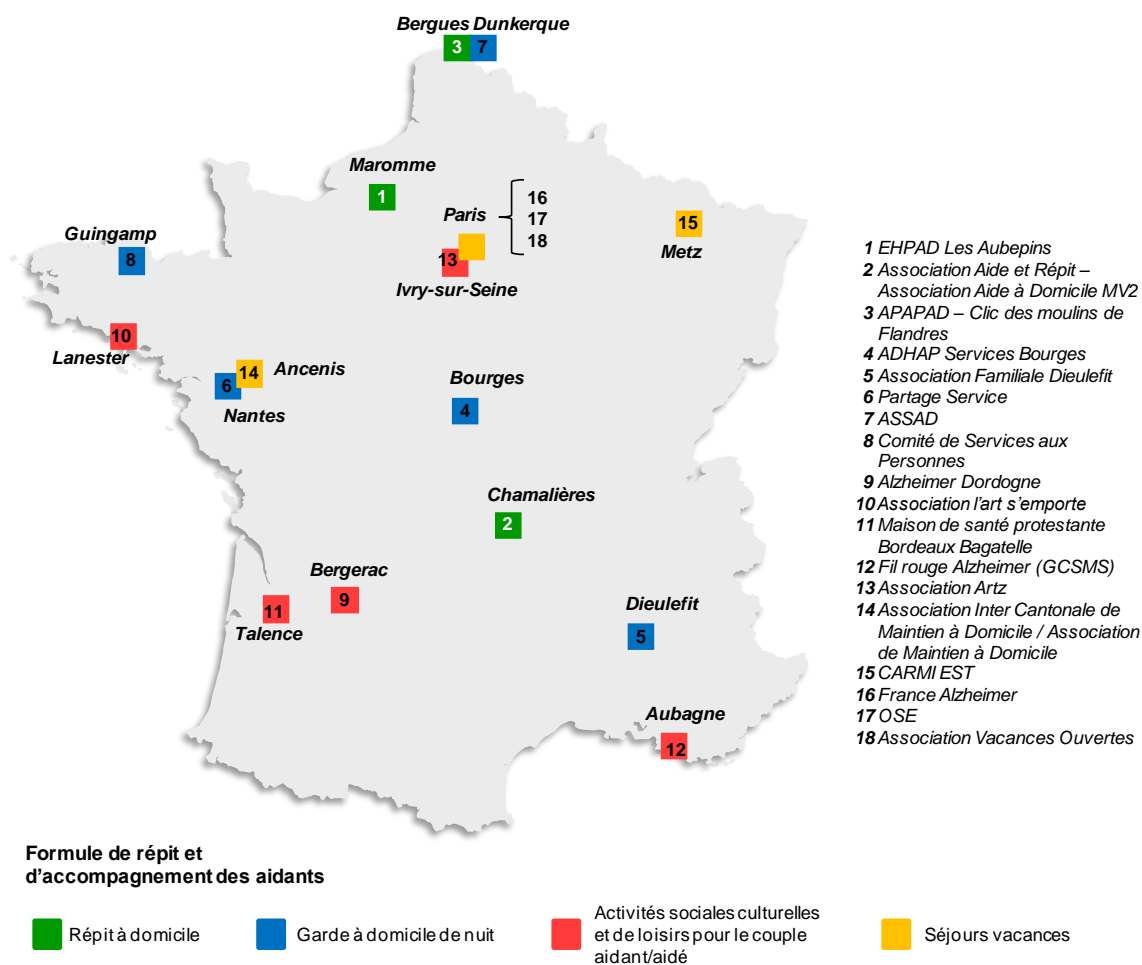 Bergues Dunkerque
3 7
Maromme
1
Paris
16
17
18
13
Ivry-sur-Seine
15
Metz
Guingamp
8
10
Lanester
14 Ancenis
6
Nantes
Bourges
4
Chamalières
2
Bergerac
9
11
Talence
Dieulefit
5
Aubagne
12
1 EHPAD Les Aubepins
2 Association Aide et Répit –
Association Aide à Domicile MV2
3 APAPAD – Clic des moulins de
Flandres
4 ADHAP Services Bourges
5 Association Familiale Dieulefit
6 Partage Service
7 ASSAD
8 Comité de Services aux
Personnes
9 Alzheimer Dordogne
10 Association l'art s'emporte
11 Maison de santé protestante
Bordeaux Bagatelle
12 Fil rouge Alzheimer (GCSMS)
13 Association Artz
14 Association Inter Cantonale de
Maintien à Domicile / Association
de Maintien à Domicile
15 CARMI EST
16 France Alzheimer
17 OSE
18 Association Vacances Ouvertes
Formule de répit et
d'accompagnement des aidants
Répit à domicile
Garde à domicile de nuit
Activités sociales culturelles
et de loisirs pour le couple
aidant/aidé
Séjours vacances